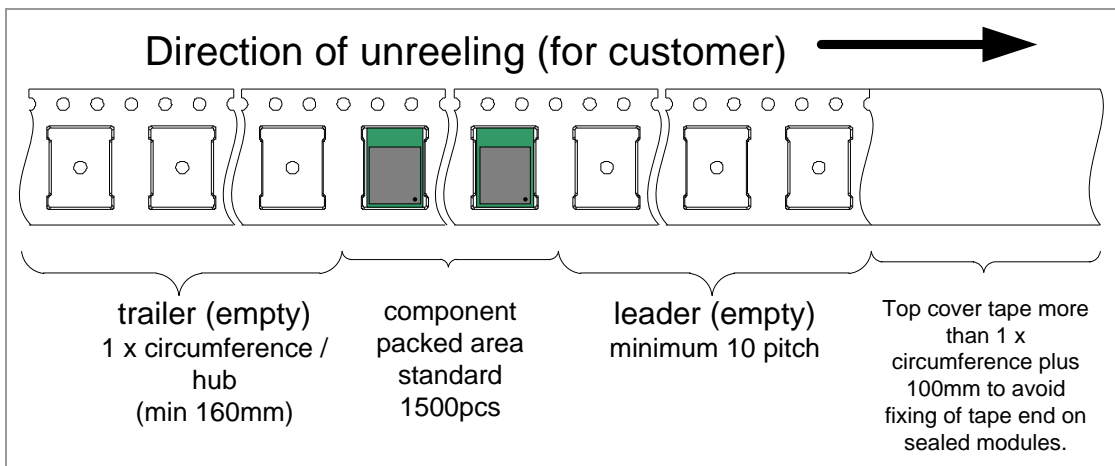 Direction of unreeling (for customer)
trailer (empty)
1 x circumference /
hub
(min 160mm)
component
packed area
standard
1500pcs
leader (empty)
minimum 10 pitch
Top cover tape more
than 1 x
circumference plus
100mm to avoid
fixing of tape end on
sealed modules.